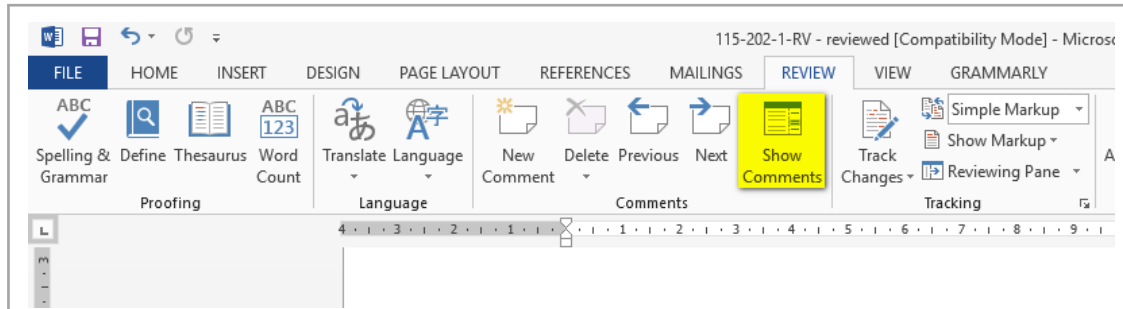 115-202-1-RV - reviewed [Compatibility Mode] - Microso
FILE HOME INSERT DESIGN PAGE LAYOUT REFERENCES MAILINGS REVIEW VIEW GRAMMARLY
ABC ABC 123 あ a 字 A Simple Markup
Spelling & Define Thesaurus Word Translate Language New Delete Previous Next Show Track Show Markup
Grammar Count Comment Comments Changes Reviewing Pane A
Proofing Language Comments Tracking
L 4 3 2 1 1 2 3 4 5 6 7 8 9
3